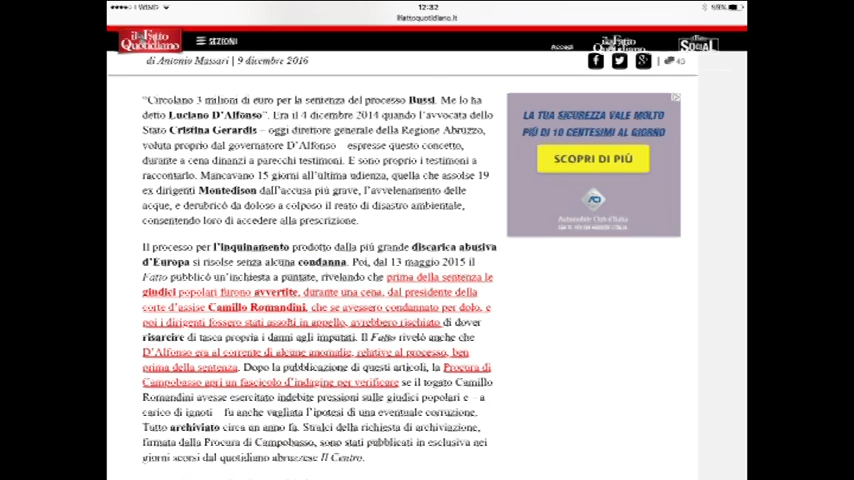 I WIND
12:32
ilfattoquotidiano.it
il Fatto Quotidiano
SEZIONI
Accedi
il Fatto Quotidiano
SOCIAL
di Antonio Massari | 9 dicembre 2016
43
"Circolano 3 milioni di euro per la sentenza del processo Bussi. Me lo ha
detto Luciano D'Alfonso". Era il 4 dicembre 2014 quando l'avvocata dello
Stato Cristina Gerardis – oggi direttore generale della Regione Abruzzo,
voluta proprio dal governatore D'Alfonso – espresse questo concetto,
durante a cena dinanzi a parecchi testimoni. E sono proprio i testimoni a
raccontarlo. Mancavano 15 giorni all'ultima udienza, quella che assolse 19
ex dirigenti Montedison dall'accusa più grave, l'avvelenamento delle
acque, e derubricò da doloso a colposo il reato di disastro ambientale,
consentendo loro di accedere alla prescrizione.
Il processo per l'inquinamento prodotto dalla più grande discarica abusiva
d'Europa si risolse senza alcuna condanna. Poi, dal 13 maggio 2015 il
Fatto pubblicò un'inchiesta a puntate, rivelando che prima della sentenza le
giudici popolari furono avvertite, durante una cena, dal presidente della
corte d'assise Camillo Romandini, che se avessero condannato per dolo, e
poi i dirigenti fossero stati assolti in appello, avrebbero rischiato di dover
risarcire di tasca propria i danni agli imputati. Il Fatto rivelò anche che
D'Alfonso era al corrente di alcune anomalie, relative al processo, ben
prima della sentenza. Dopo la pubblicazione di questi articoli, la Procura di
Campobasso aprì un fascicolo d'indagine per verificare se il togato Camillo
Romandini avesse esercitato indebite pressioni sulle giudici popolari e – a
carico di ignoti – fu anche vagliata l'ipotesi di una eventuale corruzione.
Tutto archiviato circa un anno fa. Stralci della richiesta di archiviazione,
firmata dalla Procura di Campobasso, sono stati pubblicati in esclusiva nei
giorni scorsi dal quotidiano abruzzese Il Centro.
LA TUA SICUREZZA VALE MOLTO
PIÙ DI 10 CENTESIMI AL GIORNO
SCOPRI DI PIÙ
ACI
Automobile Club d'Italia